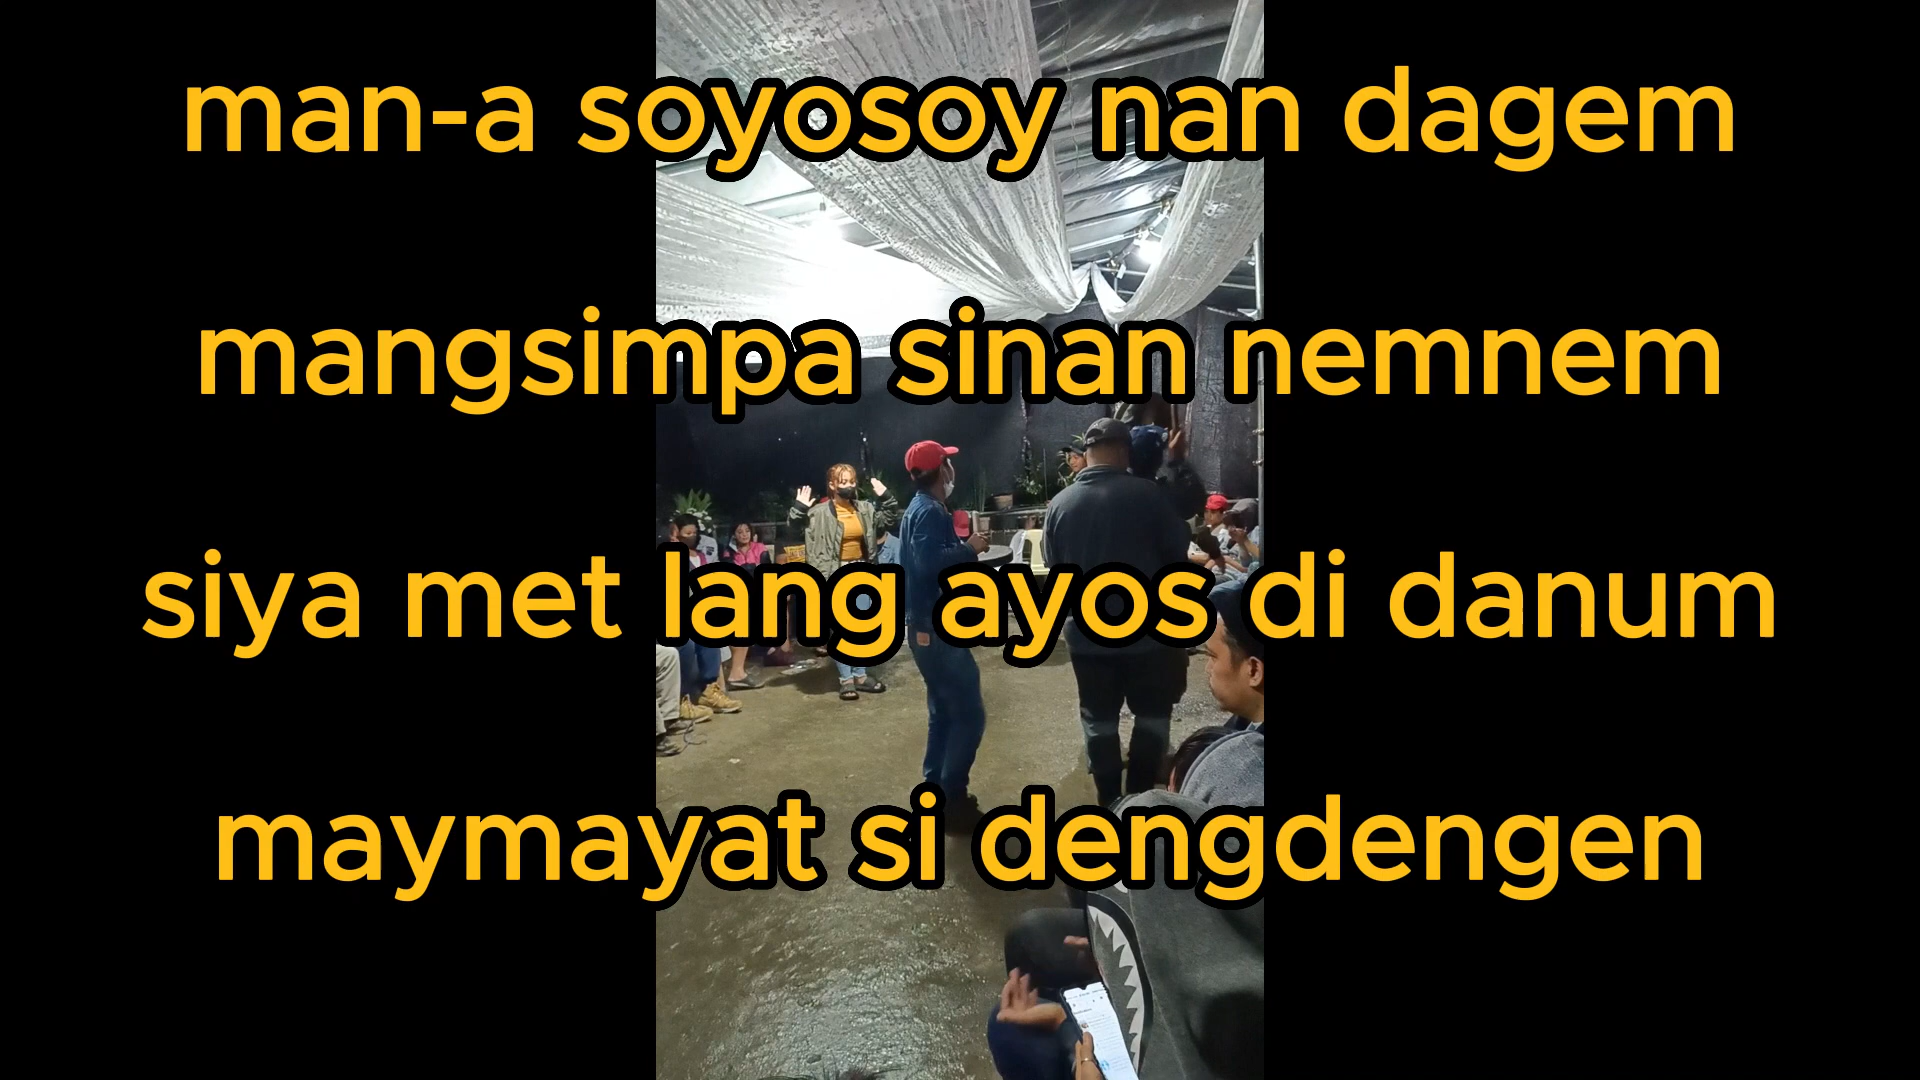 man-a soyosoy nan dagem
mangsimpa sinan nemnem
siya met lang ayos di danum
maymayat si dengdengen